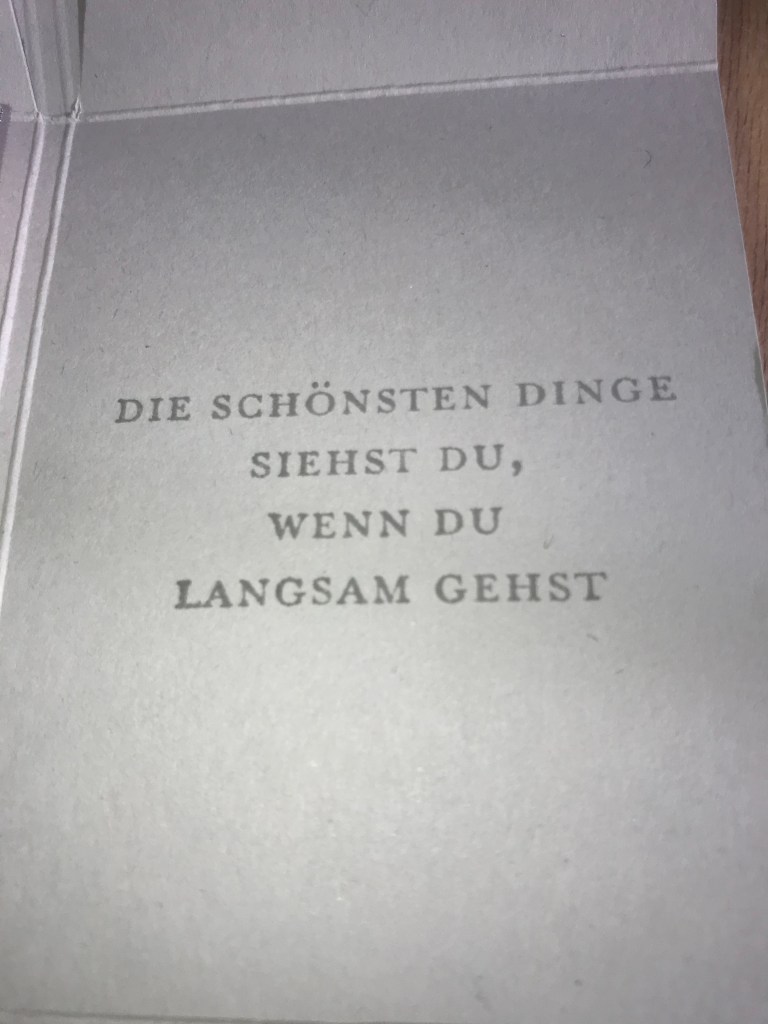 DIE SCHÖNSTEN DINGE
SIEHST DU,
WENN DU
LANGSAM GEHST